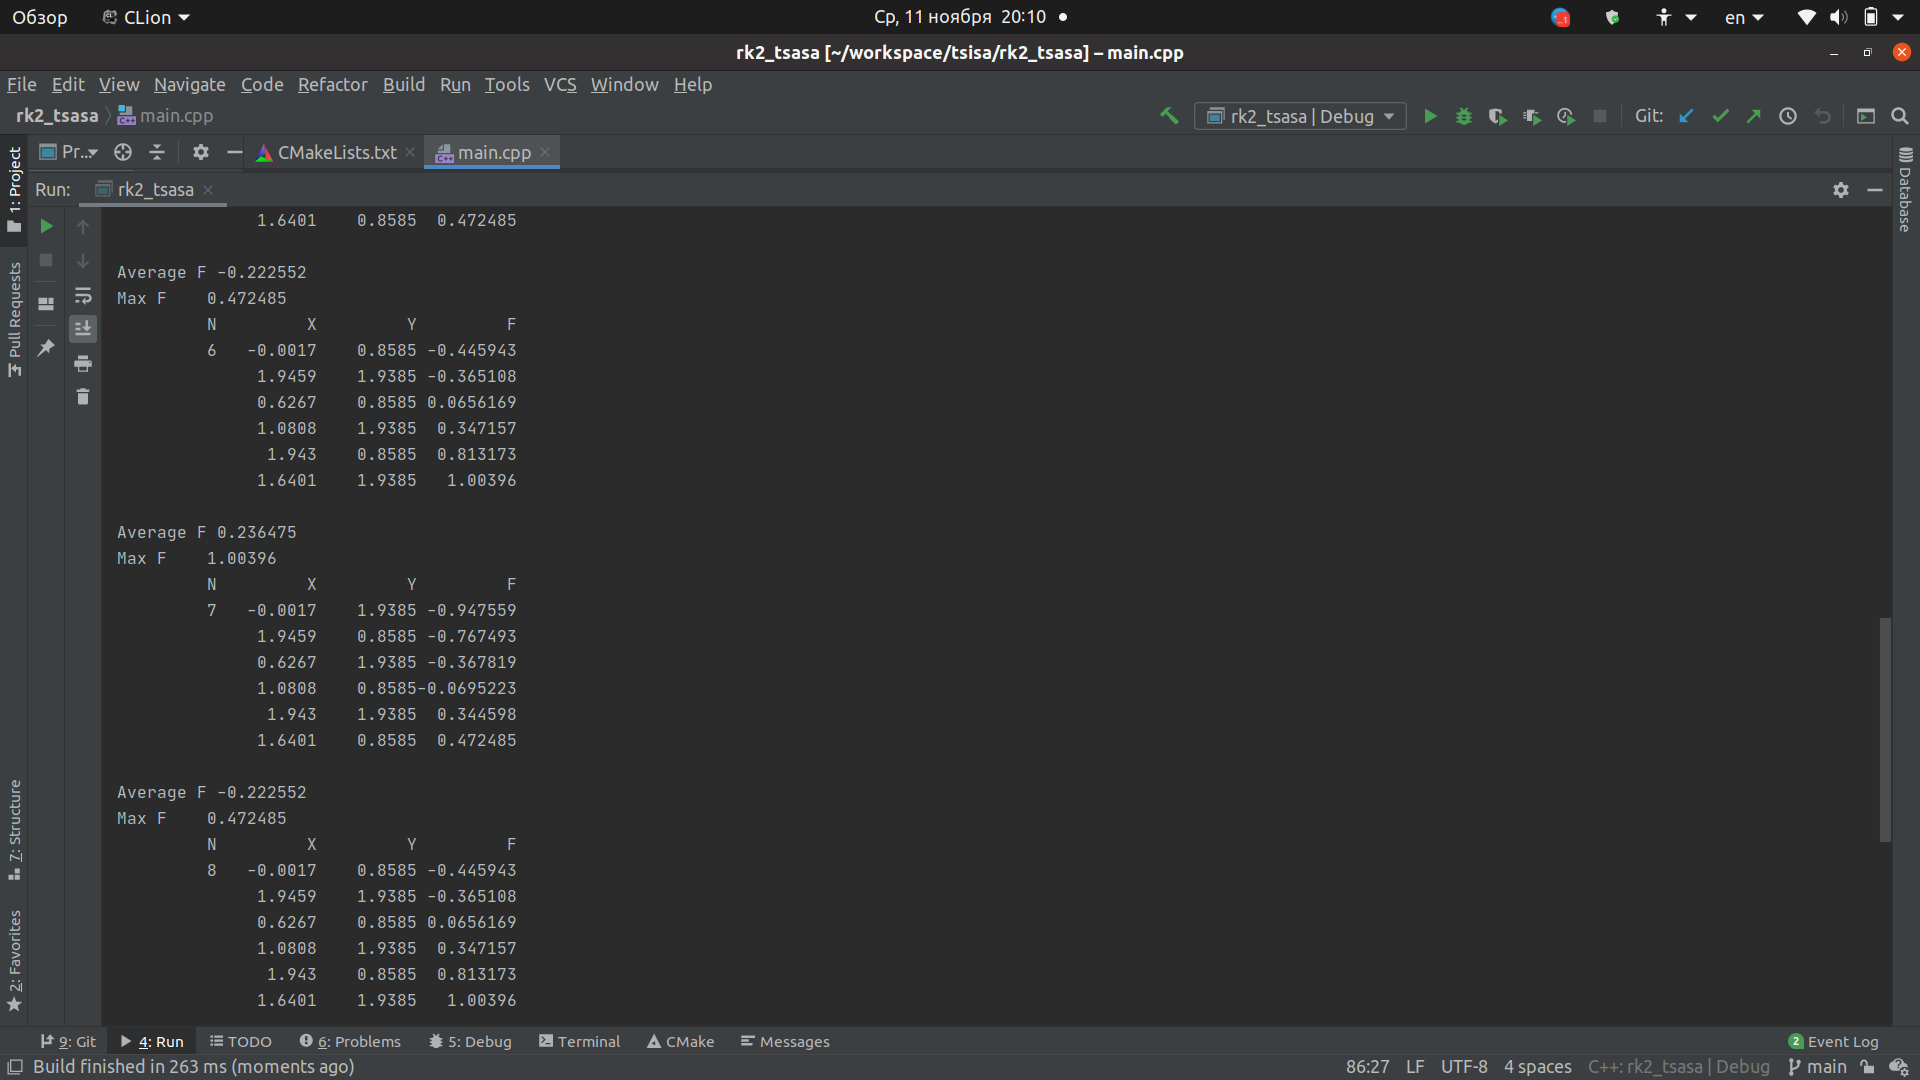 Обзор CLion Ср, 11 ноября 20:10 en
rk2_tsasa [~/workspace/tsisa/rk2_tsasa] – main.cpp
File Edit View Navigate Code Refactor Build Run Tools VCS Window Help
rk2_tsasa main.cpp rk2_tsasa | Debug Git:
1: Project Pr... CMakeLists.txt main.cpp Database
Run: rk2_tsasa
1.6401 0.8585 0.472485
Average F -0.222552
Max F 0.472485
N X Y F
6 -0.0017 0.8585 -0.445943
1.9459 1.9385 -0.365108
0.6267 0.8585 0.0656169
1.0808 1.9385 0.347157
1.943 0.8585 0.813173
1.6401 1.9385 1.00396
Average F 0.236475
Max F 1.00396
N X Y F
7 -0.0017 1.9385 -0.947559
1.9459 0.8585 -0.767493
0.6267 1.9385 -0.367819
1.0808 0.8585-0.0695223
1.943 1.9385 0.344598
1.6401 0.8585 0.472485
Average F -0.222552
Max F 0.472485
N X Y F
8 -0.0017 0.8585 -0.445943
1.9459 1.9385 -0.365108
0.6267 0.8585 0.0656169
1.0808 1.9385 0.347157
1.943 0.8585 0.813173
1.6401 1.9385 1.00396
Pull Requests
7: Structure
2: Favorites
9: Git 4: Run TODO 6: Problems 5: Debug Terminal CMake Messages 2 Event Log
Build finished in 263 ms (moments ago) 86:27 LF UTF-8 4 spaces C++: rk2_tsasa | Debug main